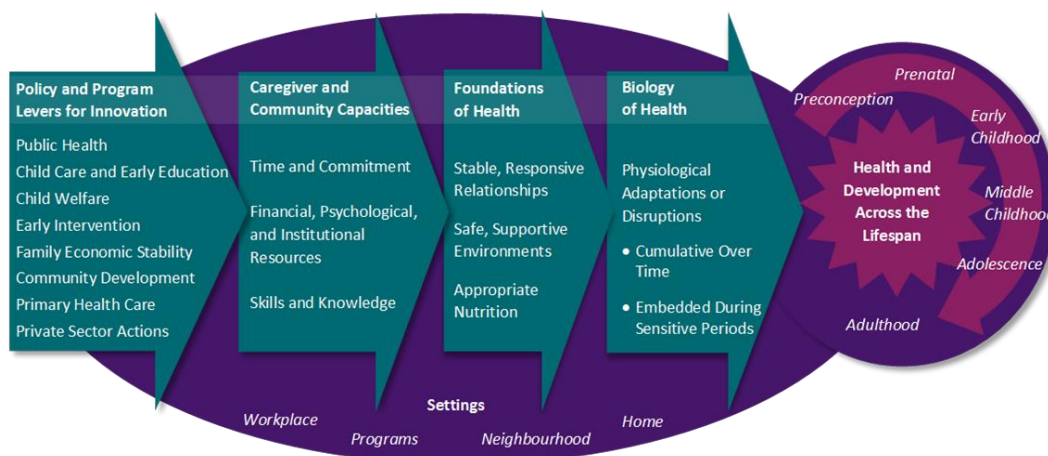 Policy and Program
Levers for Innovation
Public Health
Child Care and Early Education
Child Welfare
Early Intervention
Family Economic Stability
Community Development
Primary Health Care
Private Sector Actions
Caregiver and
Community Capacities
Time and Commitment
Financial, Psychological,
and Institutional
Resources
Skills and Knowledge
Foundations
of Health
Stable, Responsive
Relationships
Safe, Supportive
Environments
Appropriate
Nutrition
Biology
of Health
Physiological
Adaptations or
Disruptions
• Cumulative Over
Time
• Embedded During
Sensitive Periods
Preconception
Prenatal
Early
Childhood
Middle
Childhood
Adolescence
Adulthood
Health and
Development
Across the
Lifespan
Settings
Workplace
Programs
Neighbourhood
Home